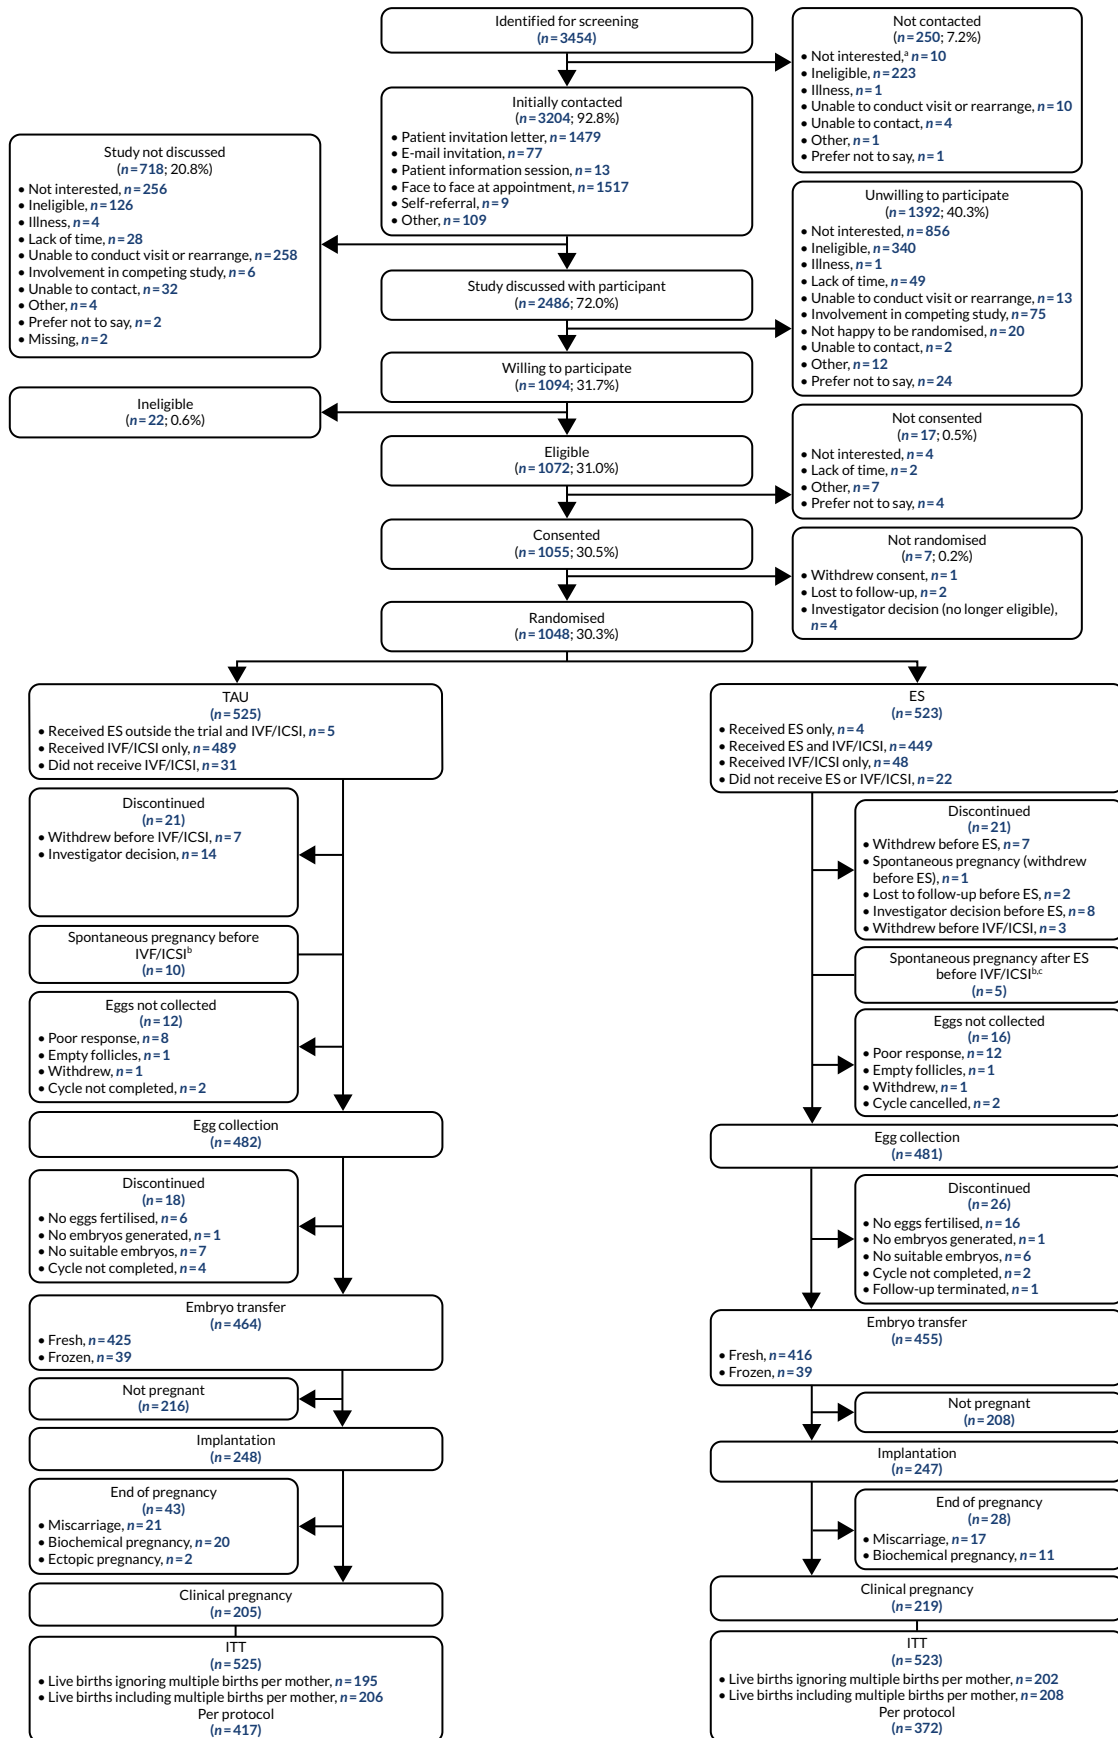 Identified for screening
(n=3454)
Not contacted
(n=250; 7.2%)
• Not interested,ᵃ n=10
• Ineligible, n=223
• Illness, n=1
• Unable to conduct visit or rearrange, n=10
• Unable to contact, n=4
• Other, n=1
• Prefer not to say, n=1
Initially contacted
(n=3204; 92.8%)
• Patient invitation letter, n=1479
• E-mail invitation, n=77
• Patient information session, n=13
• Face to face at appointment, n=1517
• Self-referral, n=9
• Other, n=109
Study not discussed
(n=718; 20.8%)
• Not interested, n=256
• Ineligible, n=126
• Illness, n=4
• Lack of time, n=28
• Unable to conduct visit or rearrange, n=258
• Involvement in competing study, n=6
• Unable to contact, n=32
• Other, n=4
• Prefer not to say, n=2
• Missing, n=2
Study discussed with participant
(n=2486; 72.0%)
Unwilling to participate
(n=1392; 40.3%)
• Not interested, n=856
• Ineligible, n=340
• Illness, n=1
• Lack of time, n=49
• Unable to conduct visit or rearrange, n=13
• Involvement in competing study, n=75
• Not happy to be randomised, n=20
• Unable to contact, n=2
• Other, n=12
• Prefer not to say, n=24
Willing to participate
(n=1094; 31.7%)
Ineligible
(n=22; 0.6%)
Eligible
(n=1072; 31.0%)
Not consented
(n=17; 0.5%)
• Not interested, n=4
• Lack of time, n=2
• Other, n=7
• Prefer not to say, n=4
Consented
(n=1055; 30.5%)
Not randomised
(n=7; 0.2%)
• Withdrew consent, n=1
• Lost to follow-up, n=2
• Investigator decision (no longer eligible),
n=4
Randomised
(n=1048; 30.3%)
TAU
(n=525)
• Received ES outside the trial and IVF/ICSI, n=5
• Received IVF/ICSI only, n=489
• Did not receive IVF/ICSI, n=31
Discontinued
(n=21)
• Withdrew before IVF/ICSI, n=7
• Investigator decision, n=14
Spontaneous pregnancy before
IVF/ICSIᵇ
(n=10)
Eggs not collected
(n=12)
• Poor response, n=8
• Empty follicles, n=1
• Withdrew, n=1
• Cycle not completed, n=2
Egg collection
(n=482)
Discontinued
(n=18)
• No eggs fertilised, n=6
• No embryos generated, n=1
• No suitable embryos, n=7
• Cycle not completed, n=4
Embryo transfer
(n=464)
• Fresh, n=425
• Frozen, n=39
Not pregnant
(n=216)
Implantation
(n=248)
End of pregnancy
(n=43)
• Miscarriage, n=21
• Biochemical pregnancy, n=20
• Ectopic pregnancy, n=2
Clinical pregnancy
(n=205)
ITT
(n=525)
• Live births ignoring multiple births per mother, n=195
• Live births including multiple births per mother, n=206
Per protocol
(n=417)
ES
(n=523)
• Received ES only, n=4
• Received ES and IVF/ICSI, n=449
• Received IVF/ICSI only, n=48
• Did not receive ES or IVF/ICSI, n=22
Discontinued
(n=21)
• Withdrew before ES, n=7
• Spontaneous pregnancy (withdrew
before ES), n=1
• Lost to follow-up before ES, n=2
• Investigator decision before ES, n=8
• Withdrew before IVF/ICSI, n=3
Spontaneous pregnancy after ES
before IVF/ICSIᵇ,ᶜ
(n=5)
Eggs not collected
(n=16)
• Poor response, n=12
• Empty follicles, n=1
• Withdrew, n=1
• Cycle cancelled, n=2
Egg collection
(n=481)
Discontinued
(n=26)
• No eggs fertilised, n=16
• No embryos generated, n=1
• No suitable embryos, n=6
• Cycle not completed, n=2
• Follow-up terminated, n=1
Embryo transfer
(n=455)
• Fresh, n=416
• Frozen, n=39
Not pregnant
(n=208)
Implantation
(n=247)
End of pregnancy
(n=28)
• Miscarriage, n=17
• Biochemical pregnancy, n=11
Clinical pregnancy
(n=219)
ITT
(n=523)
• Live births ignoring multiple births per mother, n=202
• Live births including multiple births per mother, n=208
Per protocol
(n=372)